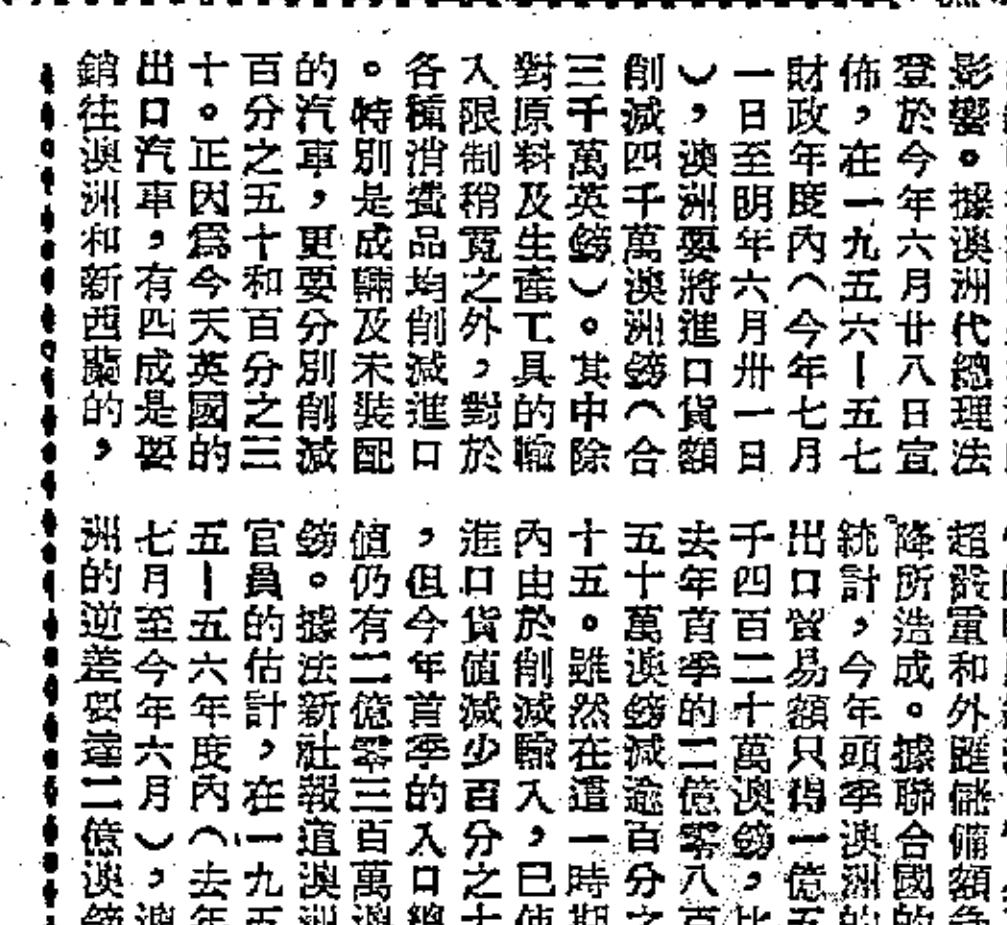 影響。據澳洲代總理法
登於今年六月廿八日宣
佈，在一九五六—五七
財政年度內（今年七月
一日至明年六月卅一日
），澳洲要將進口貨額
削減四千萬澳洲鎊（合
三千萬英鎊）。其中除
對原料及生產工具的輸
入限制稍寬之外，對於
各種消費品均削減進口
。特別是成輛及未裝配
的汽車，更要分別削減
百分之五十和百分之三
十。正因爲今天英國的
出口汽車，有四成是要
銷往澳洲和新西蘭的，
超嚴重和外匯儲備額
降所造成。據聯合國的
統計，今年頭季澳洲的
出口貿易額只得一億五
千四百二十萬澳鎊，比
去年首季的二億零八百
五十萬澳鎊減逾百分之
十五。雖然在這一時期
內由於削減輸入，已使
進口貨值減少百分之十
，但今年首季的入口總
值仍有二億零三百萬澳
鎊。據法新社報道澳洲
官員的估計，在一九五
五—五六年度內（去年
七月至今年六月），澳
洲的逆差要達二億澳鎊